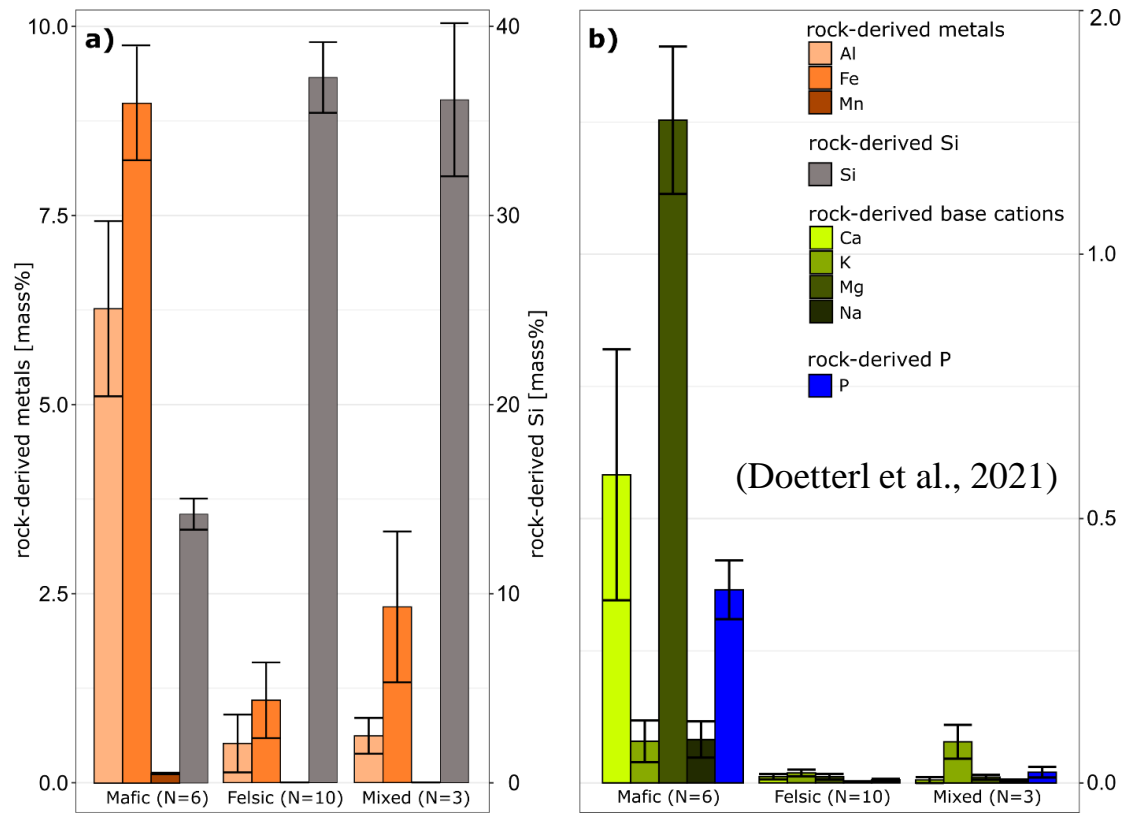 a)
10.0
7.5
5.0
2.5
0.0
rock-derived metals [mass%]
40
30
20
10
0
rock-derived Si [mass%]
Mafic (N=6)
Felsic (N=10)
Mixed (N=3)
b)
rock-derived metals
Al
Fe
Mn
rock-derived Si
Si
rock-derived base cations
Ca
K
Mg
Na
rock-derived P
P
(Doetterl et al., 2021)
2.0
1.0
0.5
0.0
Mafic (N=6)
Felsic (N=10)
Mixed (N=3)